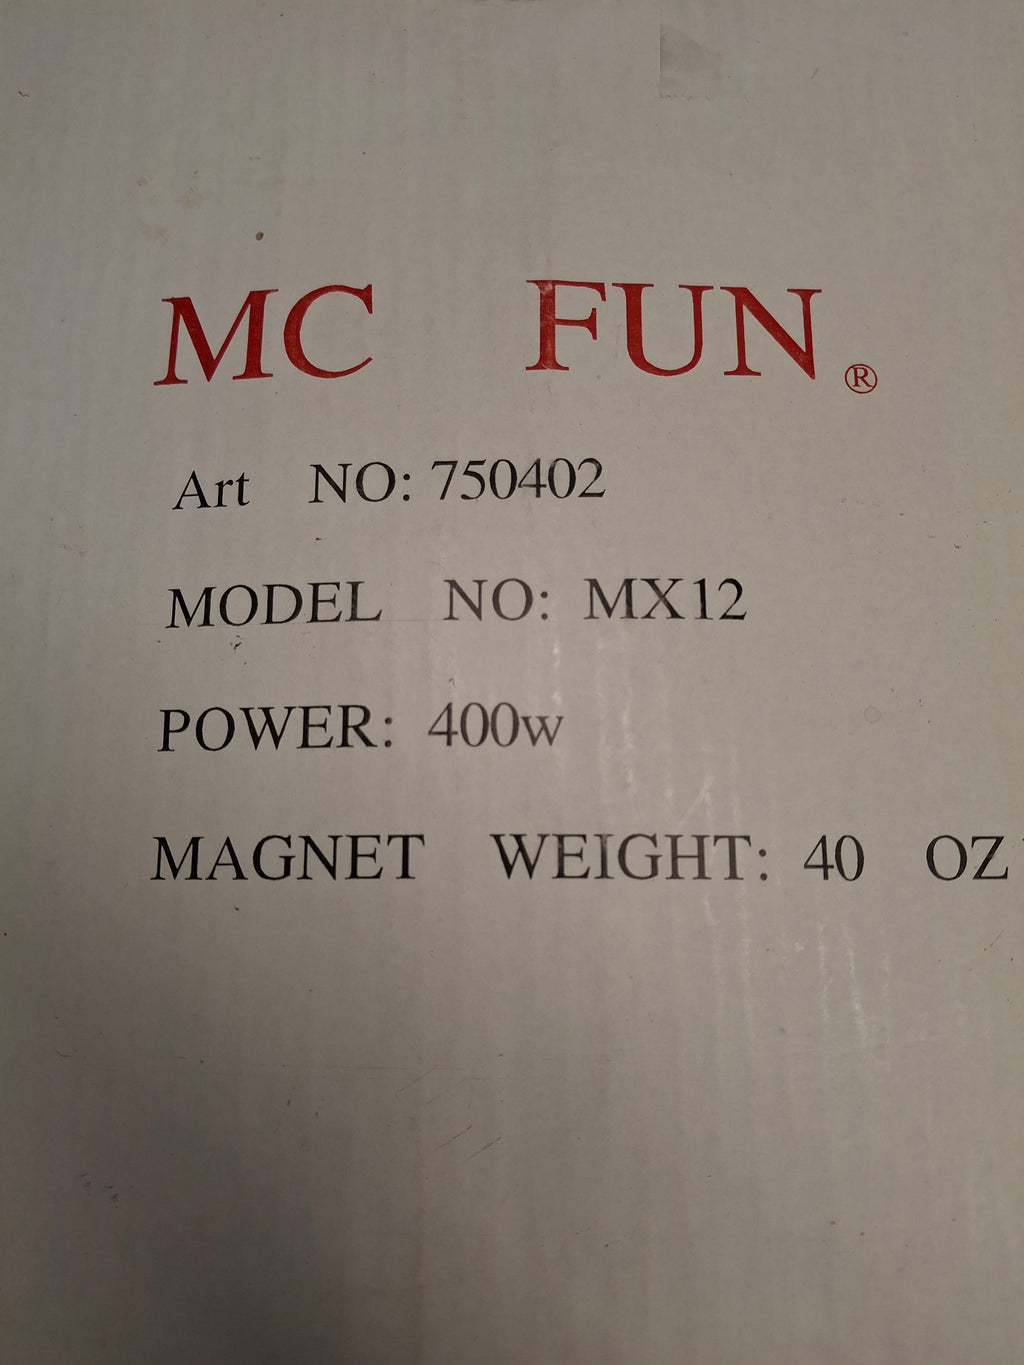 MC FUN ®
Art NO: 750402
MODEL NO: MX12
POWER: 400w
MAGNET WEIGHT: 40 OZ